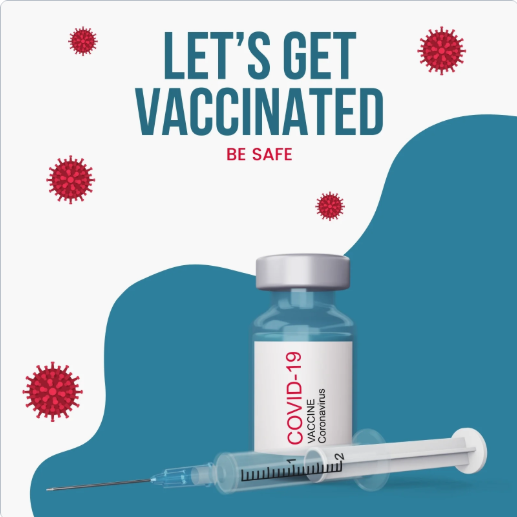 LET'S GET
VACCINATED
BE SAFE
COVID-19
VACCINE
Coronavirus
1
2